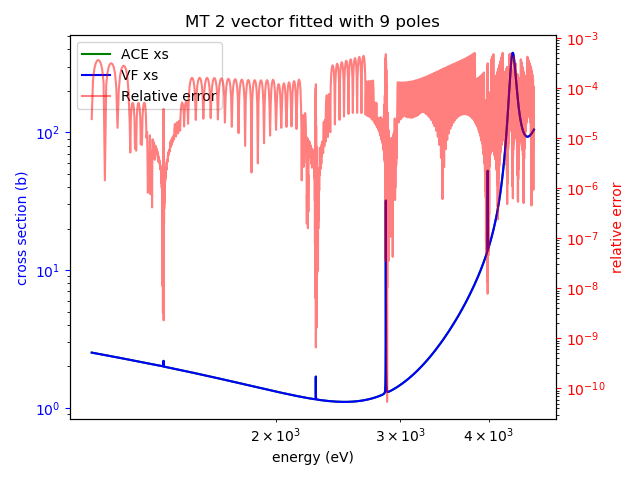 MT 2 vector fitted with 9 poles
ACE xs
VF xs
Relative error
cross section (b)
10^2
10^1
10^0
relative error
10^-3
10^-4
10^-5
10^-6
10^-7
10^-8
10^-9
10^-10
2 × 10^3
3 × 10^3
4 × 10^3
energy (eV)